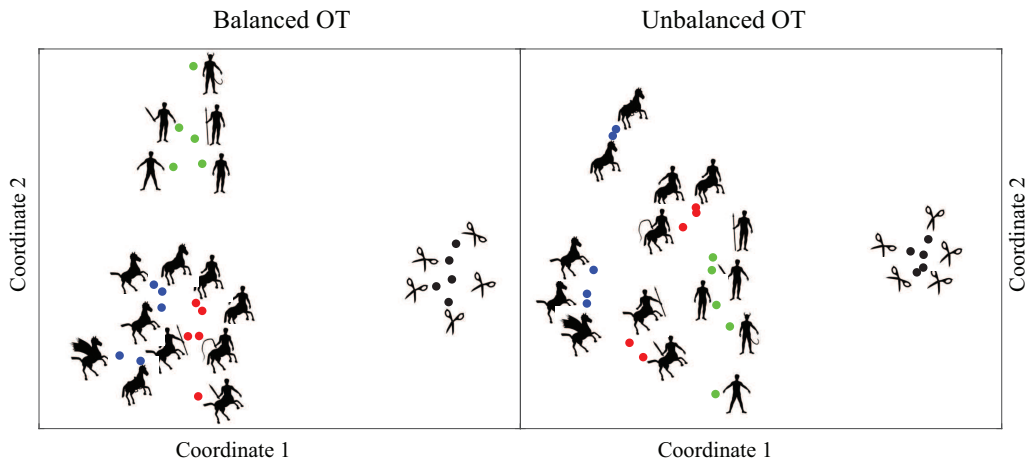 Balanced OT
Unbalanced OT
Coordinate 2
Coordinate 2
Coordinate 1
Coordinate 1